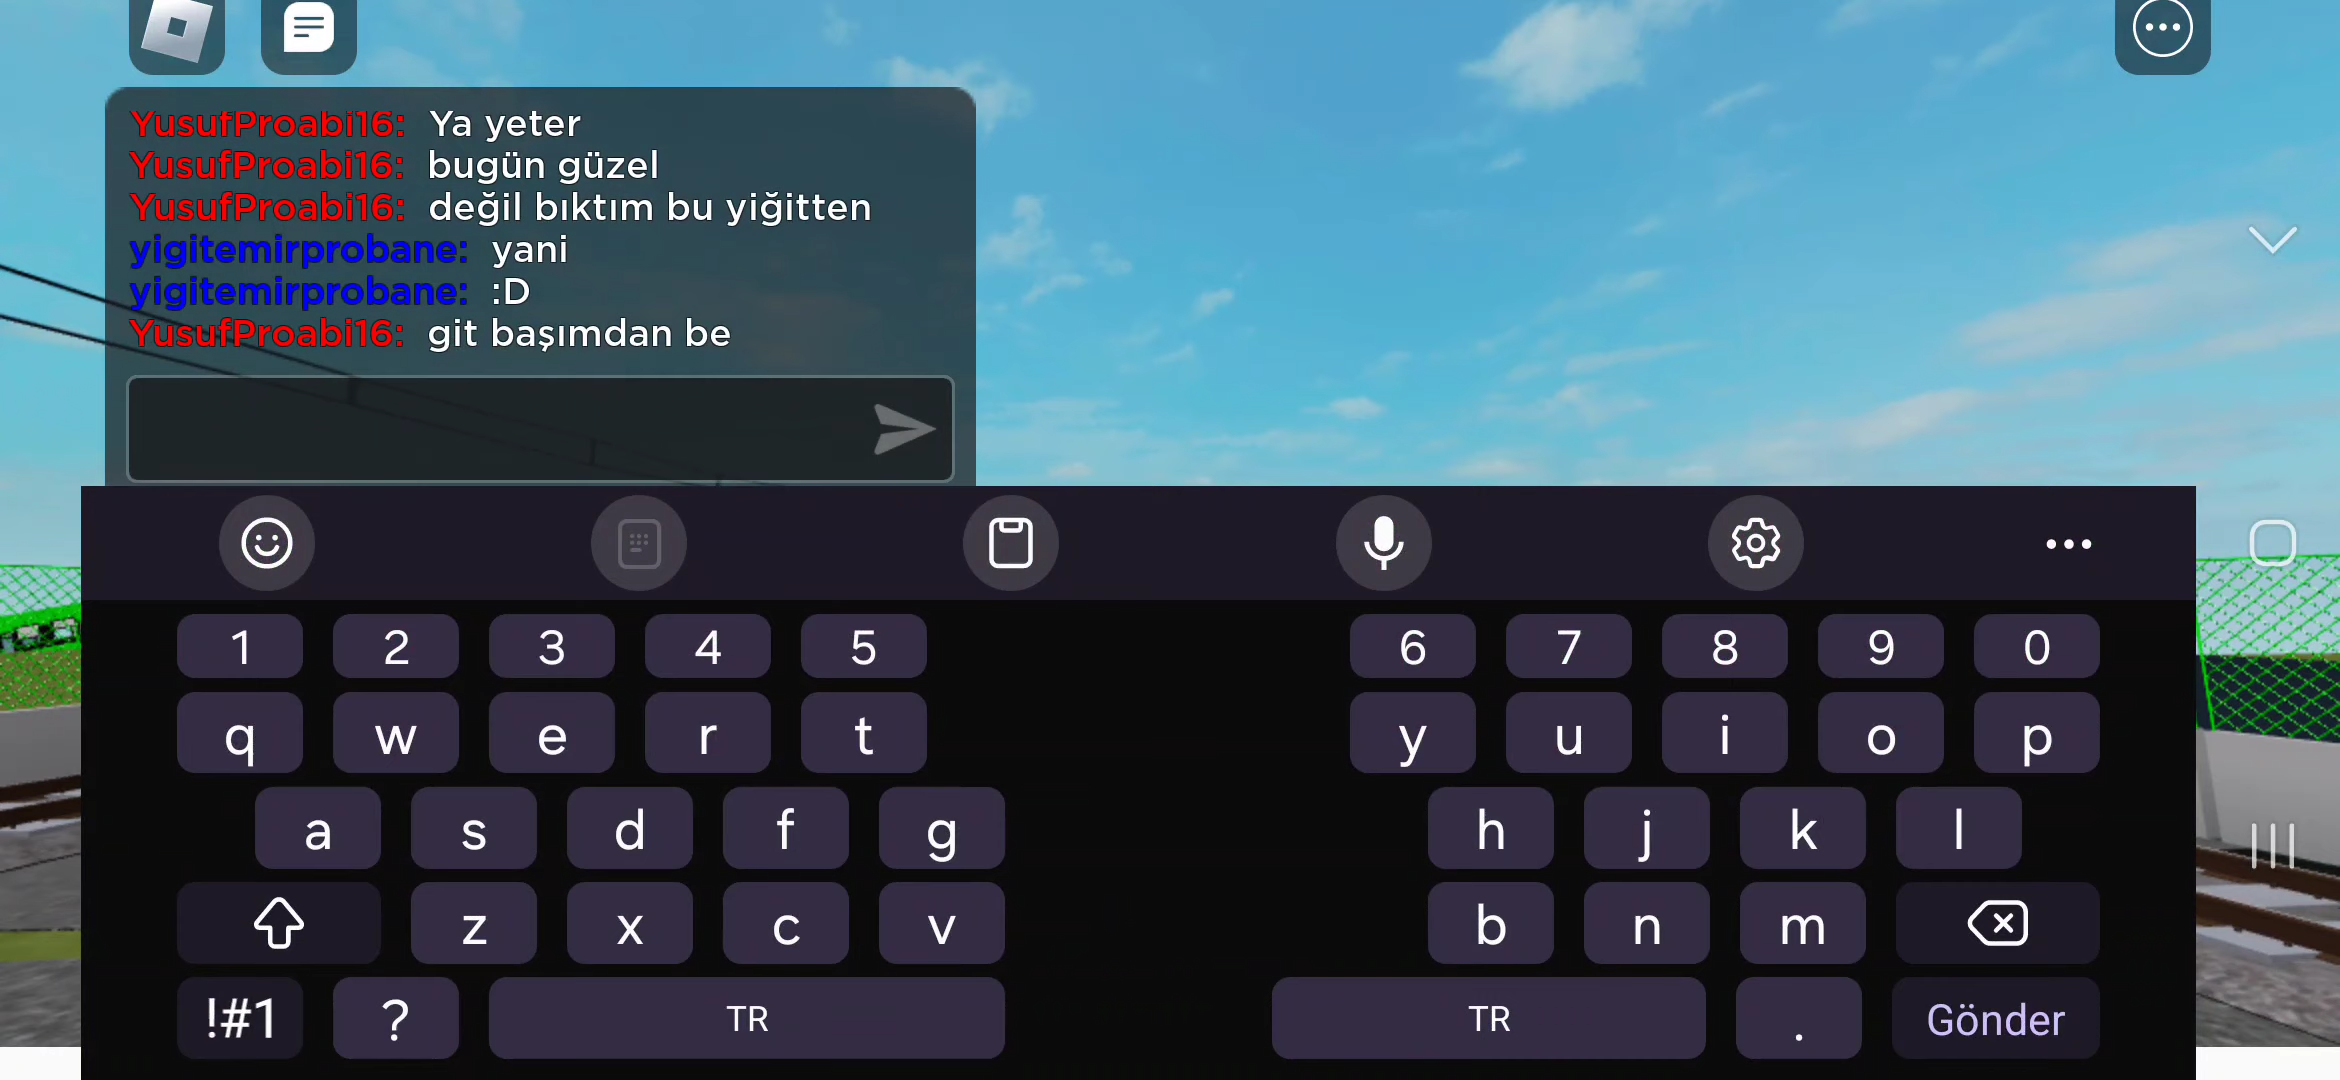 YusufProabi16: Ya yeter
YusufProabi16: bugün güzel
YusufProabi16: değil bıktım bu yiğitten
yigitemirprobane: yani
yigitemirprobane: :D
YusufProabi16: git başımdan be
1 2 3 4 5 6 7 8 9 0
q w e r t y u i o p
a s d f g h j k l
z x c v b n m
!#1 ? TR TR . Gönder